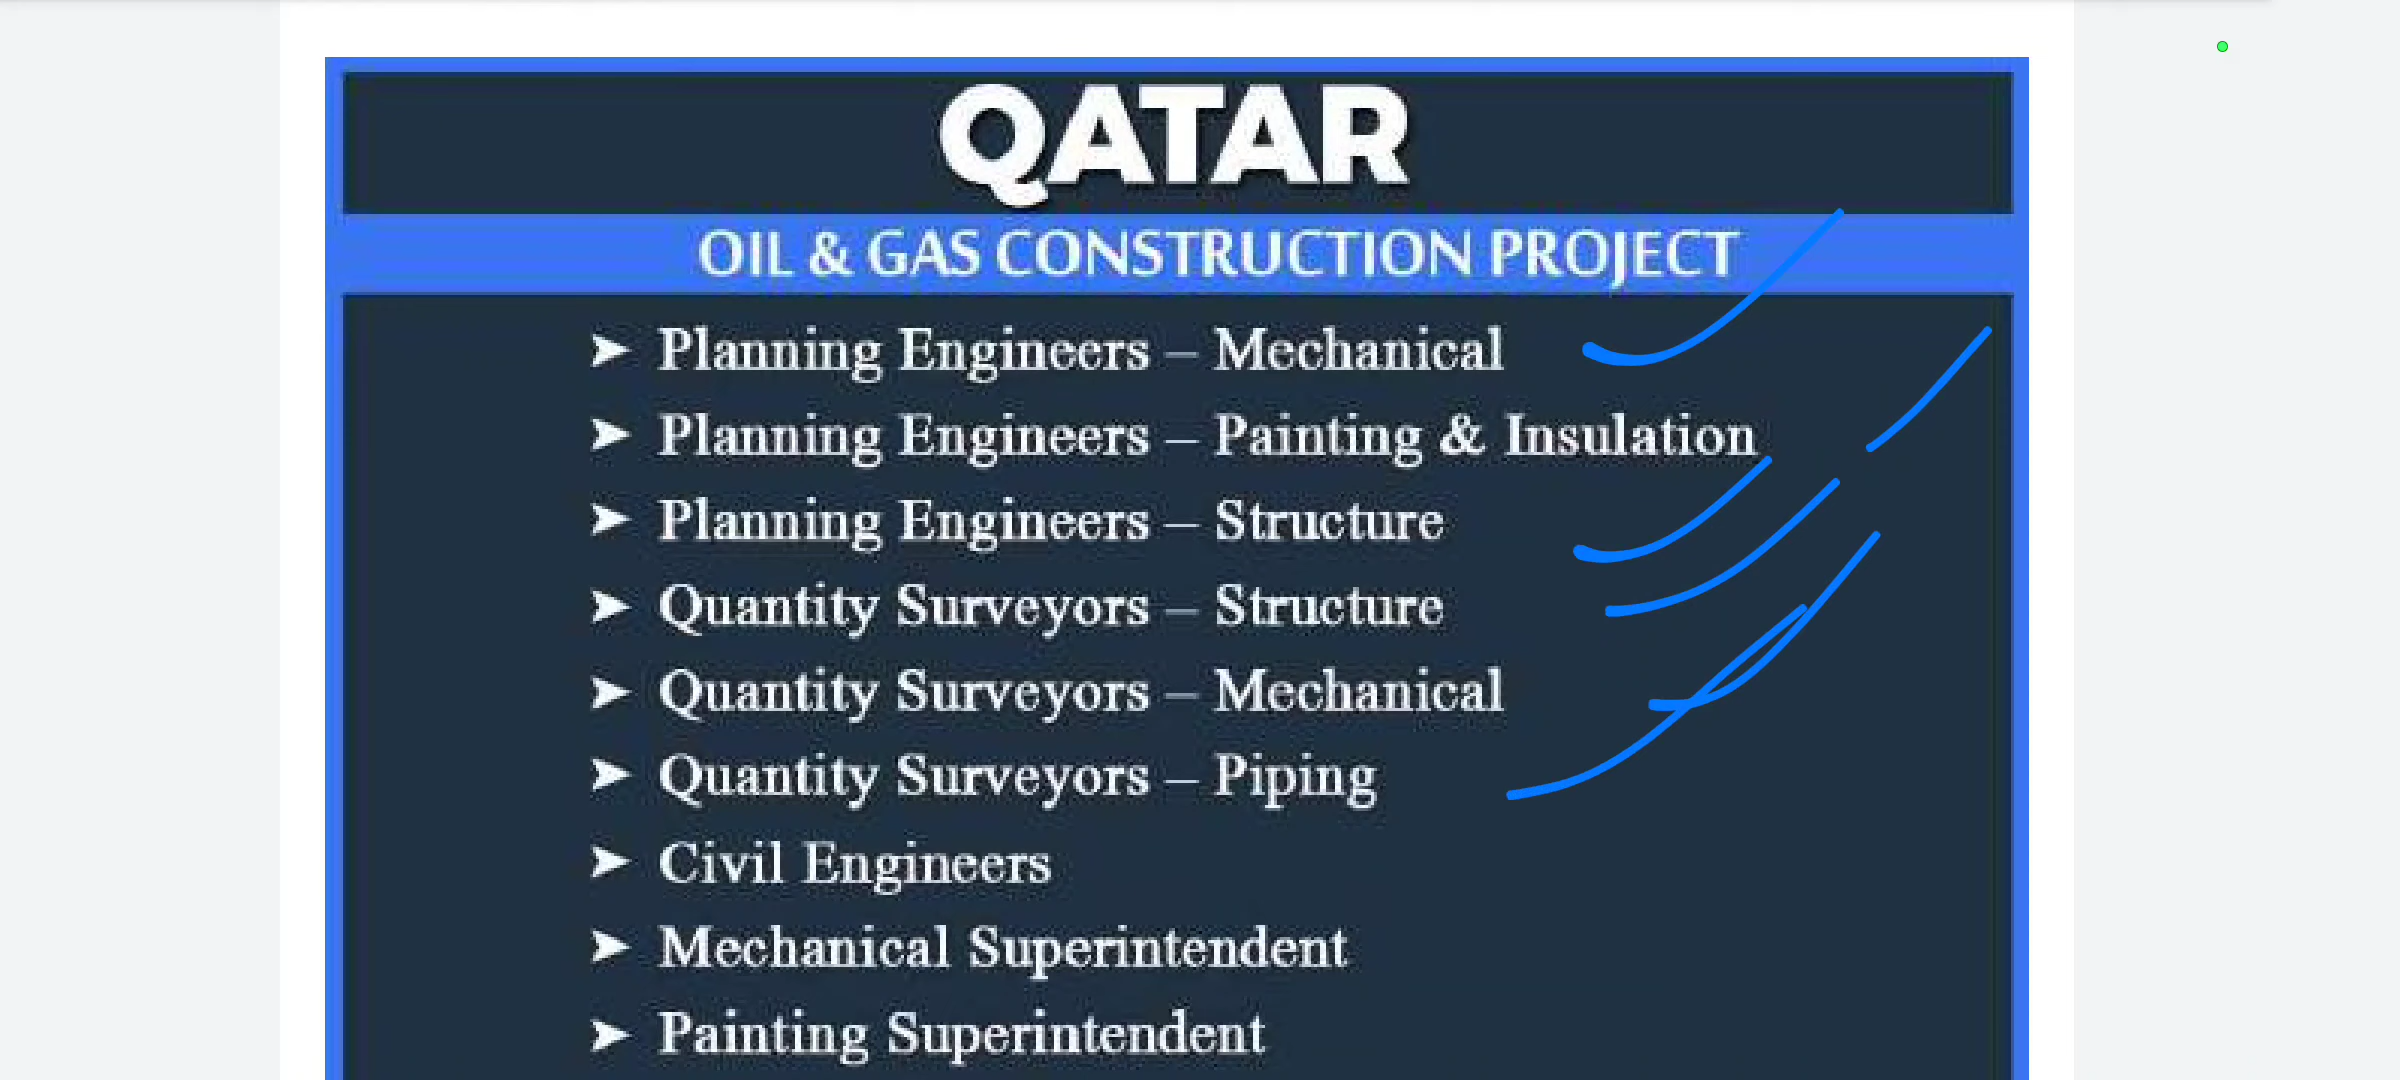 QATAR
OIL & GAS CONSTRUCTION PROJECT
➤ Planning Engineers – Mechanical
➤ Planning Engineers – Painting & Insulation
➤ Planning Engineers – Structure
➤ Quantity Surveyors – Structure
➤ Quantity Surveyors – Mechanical
➤ Quantity Surveyors – Piping
➤ Civil Engineers
➤ Mechanical Superintendent
➤ Painting Superintendent